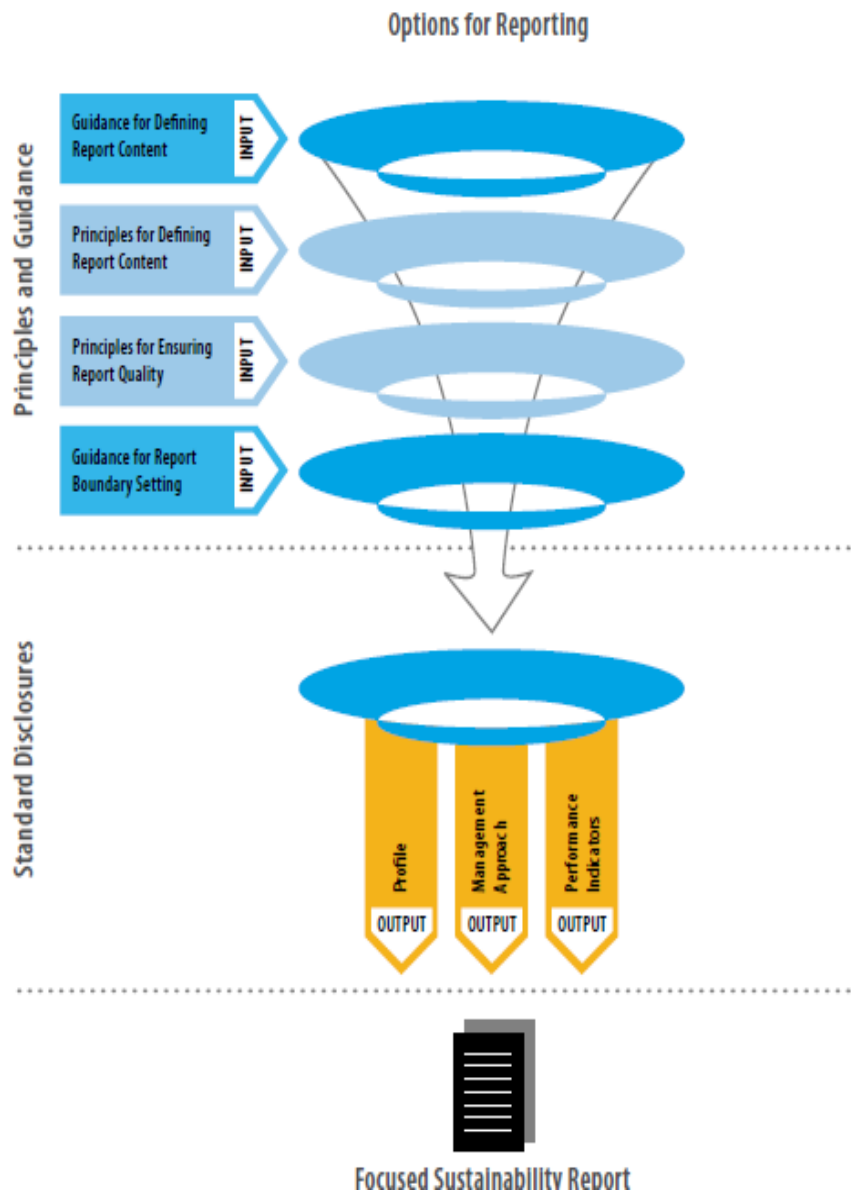 Options for Reporting
Principles and Guidance
Guidance for Defining
Report Content
INPUT
Principles for Defining
Report Content
INPUT
Principles for Ensuring
Report Quality
INPUT
Guidance for Report
Boundary Setting
INPUT
Standard Disclosures
Profile
OUTPUT
Management
Approach
OUTPUT
Performance
Indicators
OUTPUT
Focused Sustainability Report